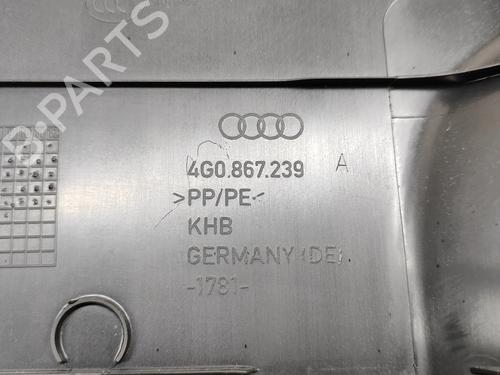 4G0.867.239 A
>PP/PE<
KHB
GERMANY (DE)
-1781-
B-PARTS